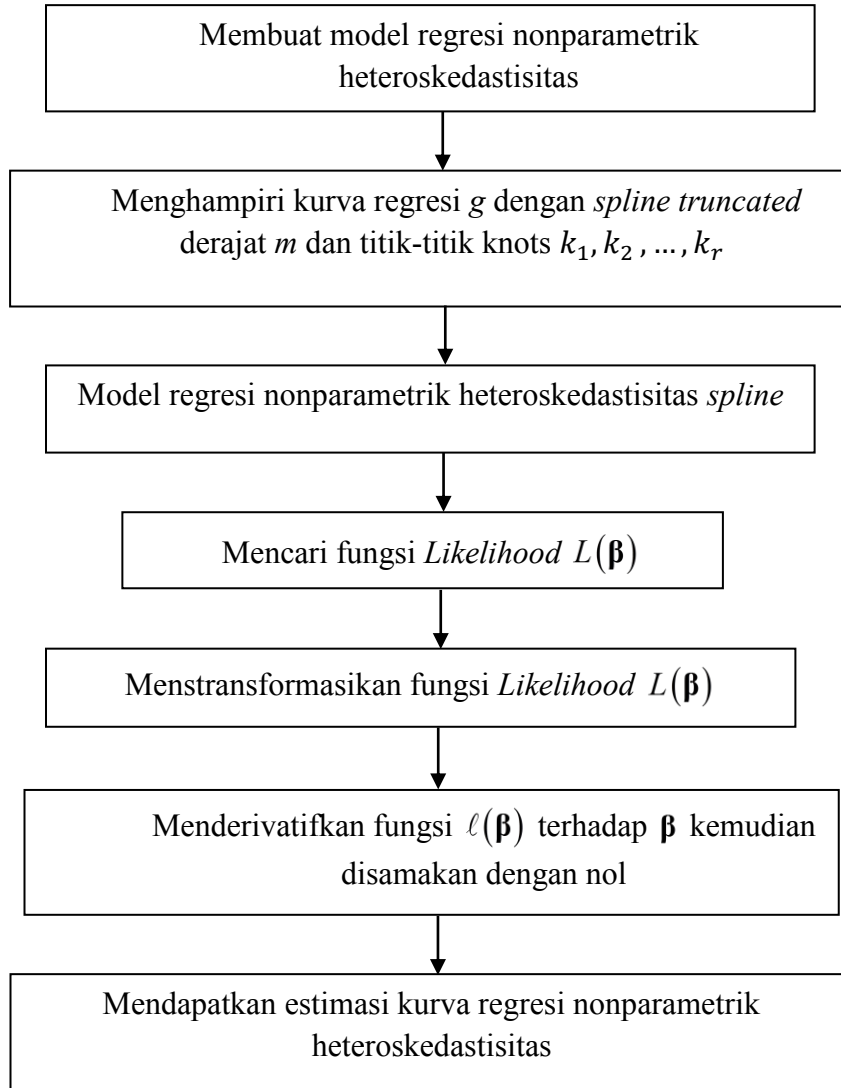 Membuat model regresi nonparametrik
heteroskedastisitas
Menghampiri kurva regresi g dengan spline truncated
derajat m dan titik-titik knots k₁, k₂ , … , kᵣ
Model regresi nonparametrik heteroskedastisitas spline
Mencari fungsi Likelihood L(β)
Menstransformasikan fungsi Likelihood L(β)
Menderivatifkan fungsi ℓ(β) terhadap β kemudian
disamakan dengan nol
Mendapatkan estimasi kurva regresi nonparametrik
heteroskedastisitas